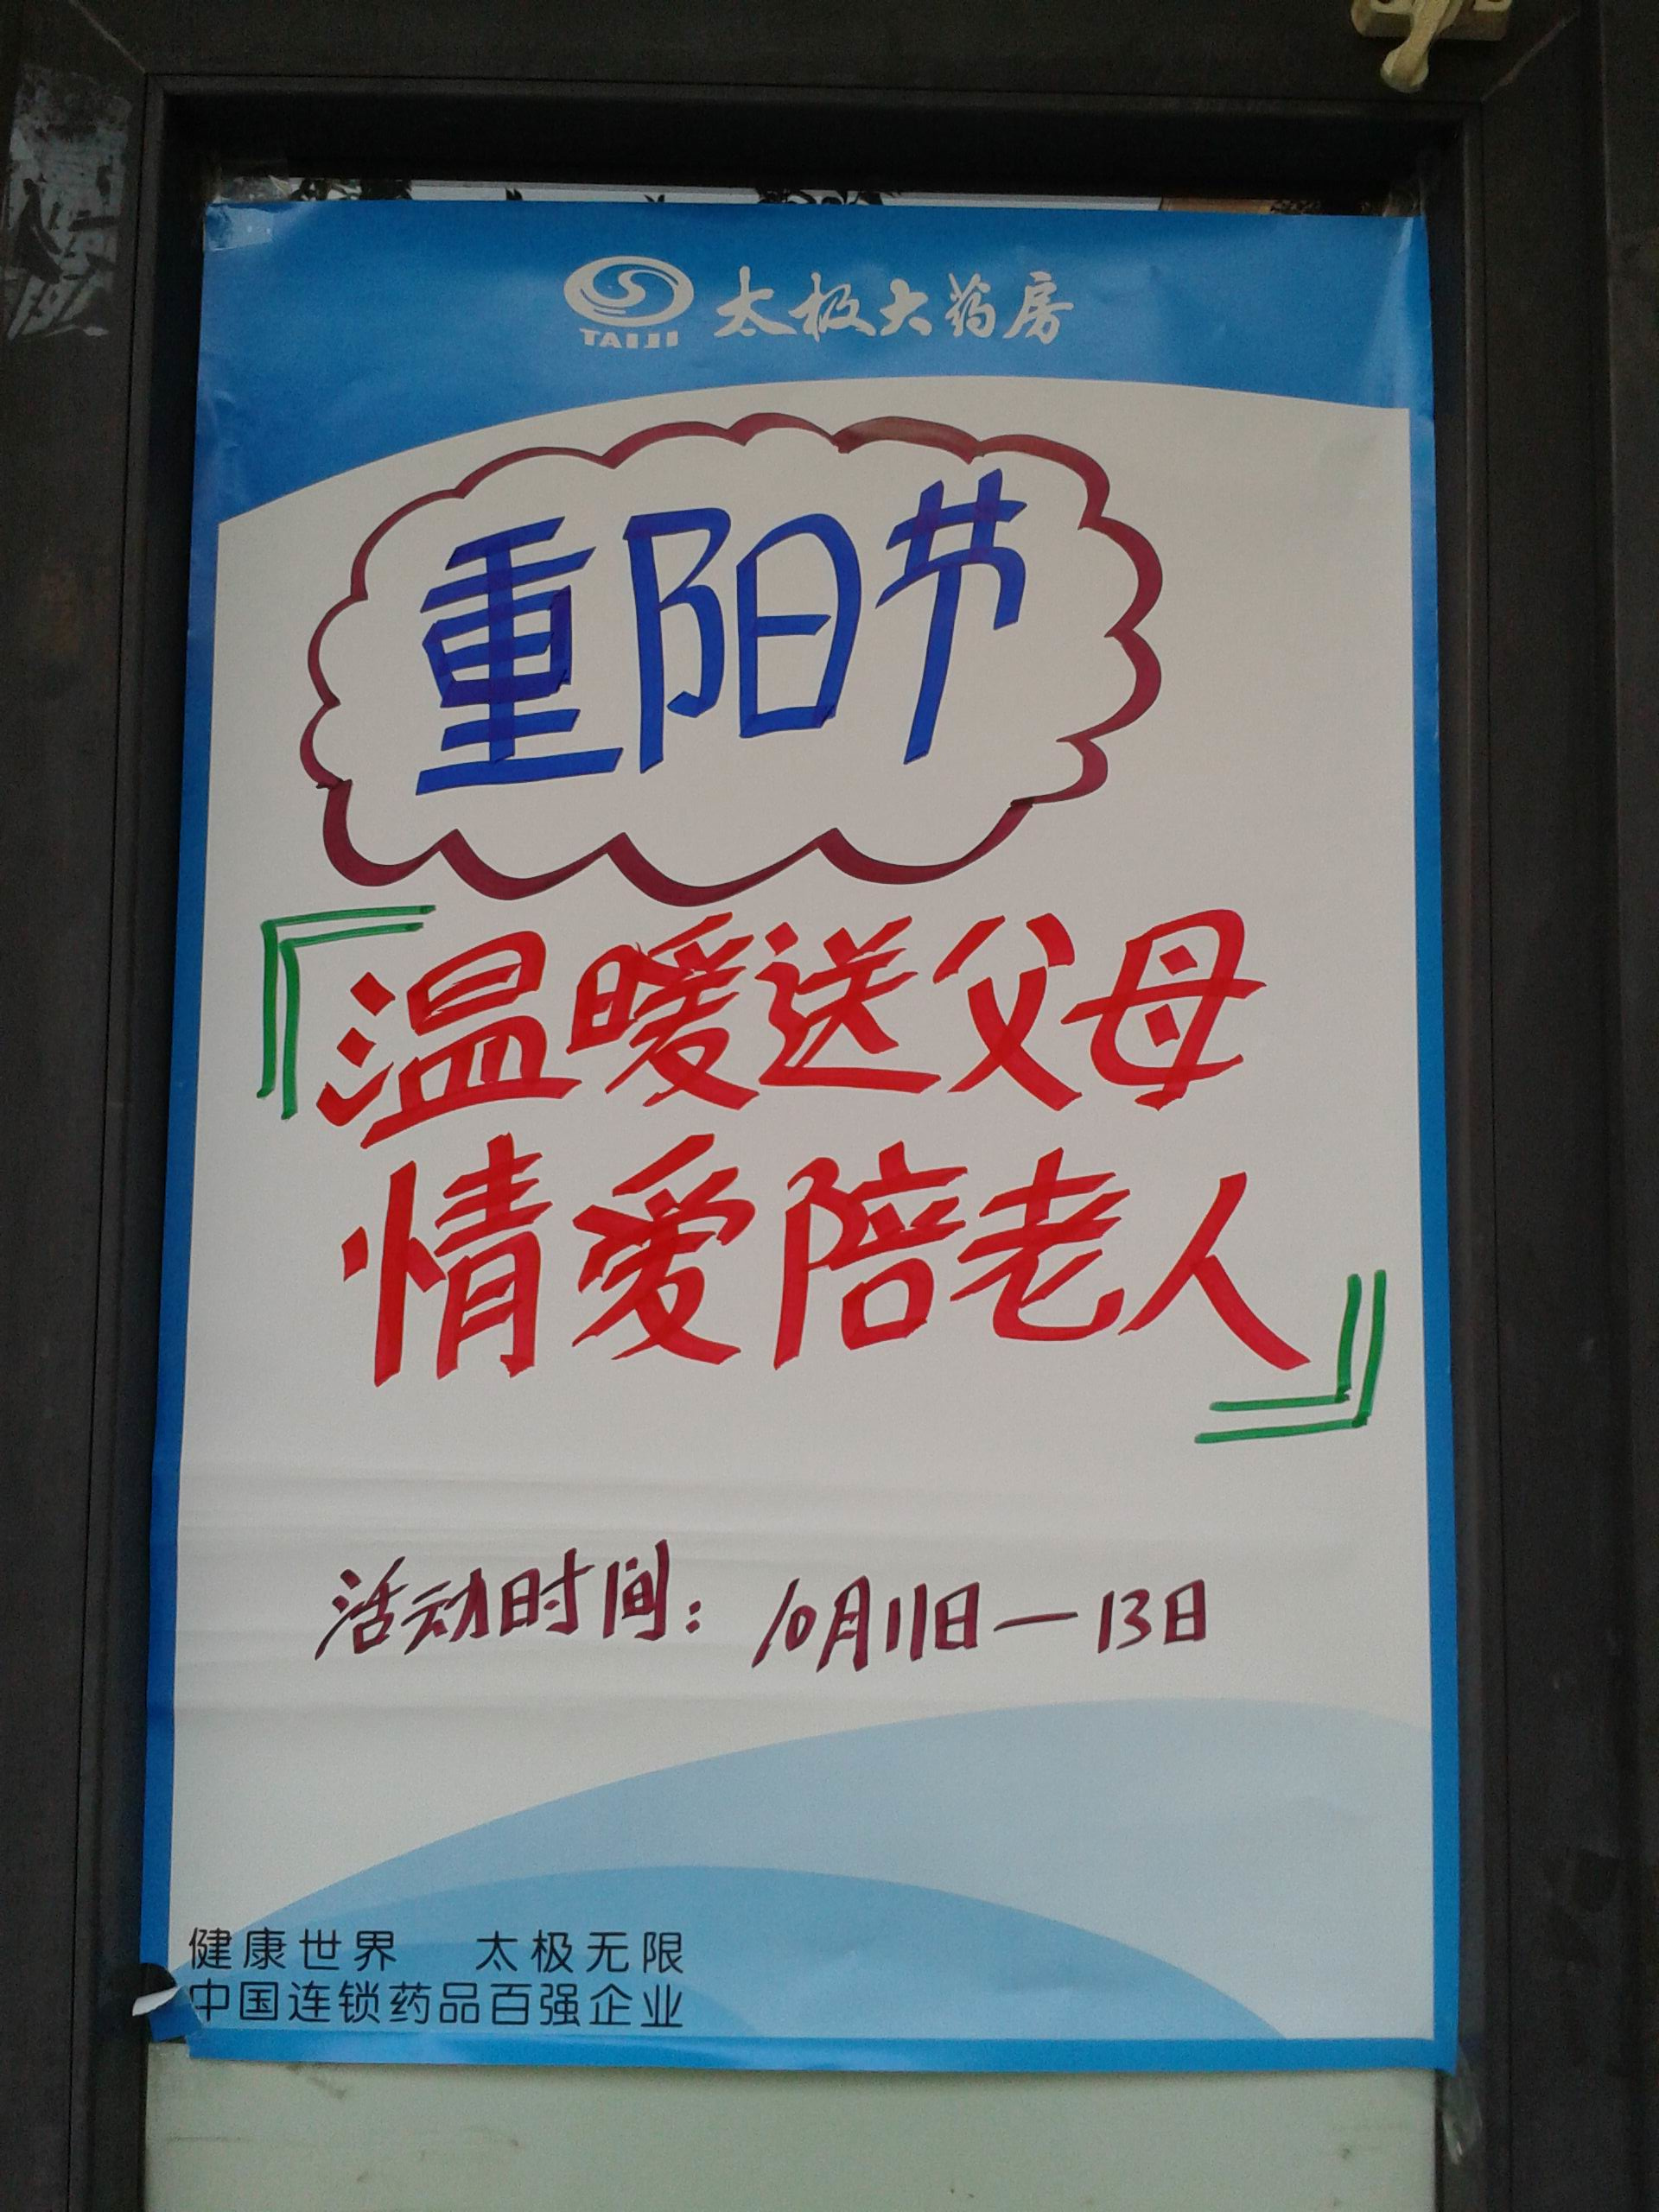 TAIJI 太极大药房
重阳节
『温暖送父母
情爱陪老人』
活动时间：10月11日—13日
健康世界 太极无限
中国连锁药品百强企业